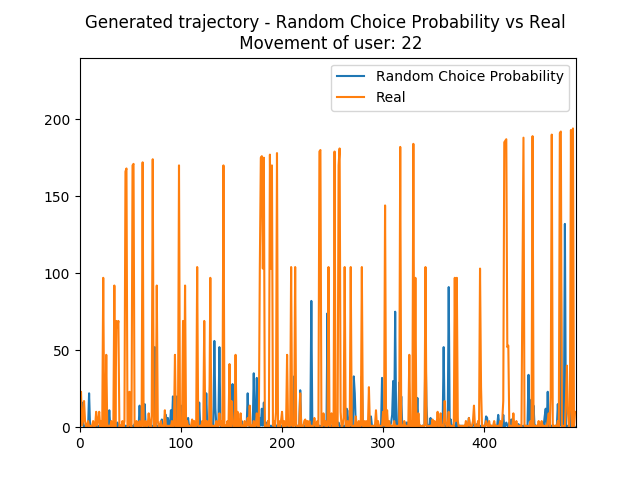 Generated trajectory - Random Choice Probability vs Real
Movement of user: 22
Random Choice Probability
Real
200
150
100
50
0
0 100 200 300 400